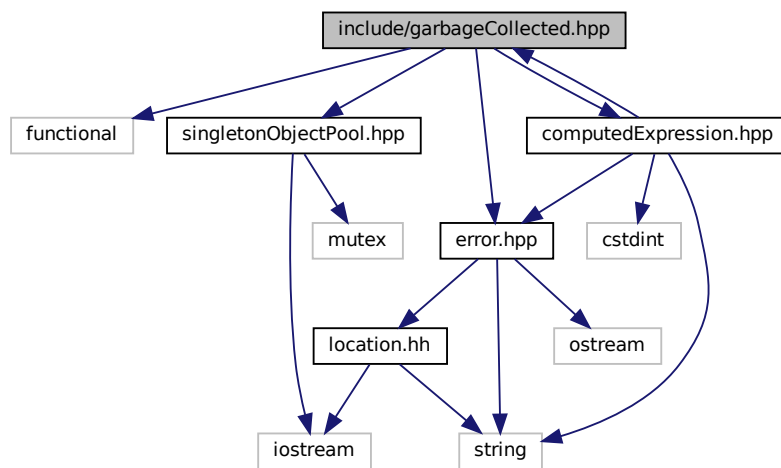 include/garbageCollected.hpp
functional
singletonObjectPool.hpp
computedExpression.hpp
mutex
error.hpp
cstdint
location.hh
ostream
iostream
string